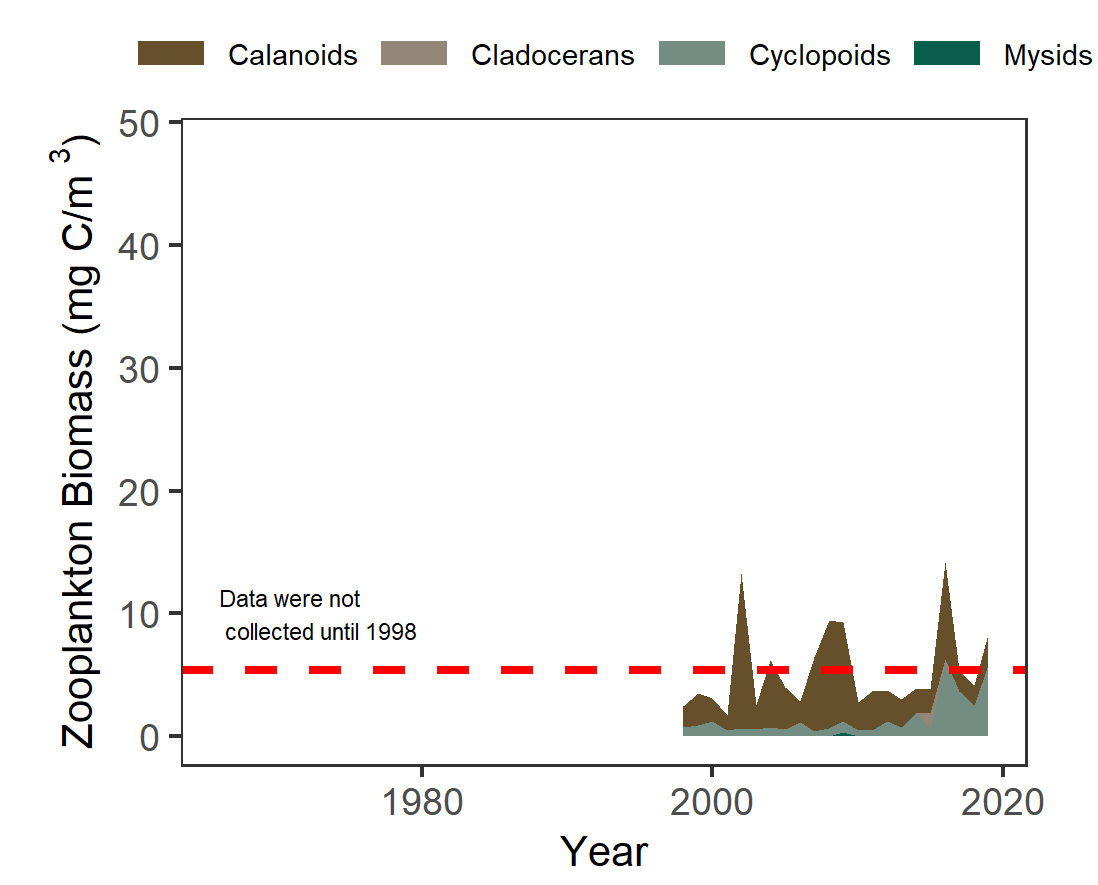 Calanoids Cladocerans Cyclopoids Mysids
Zooplankton Biomass (mg C/m ³)
50
40
30
20
10
0
Data were not
collected until 1998
1980 2000 2020
Year